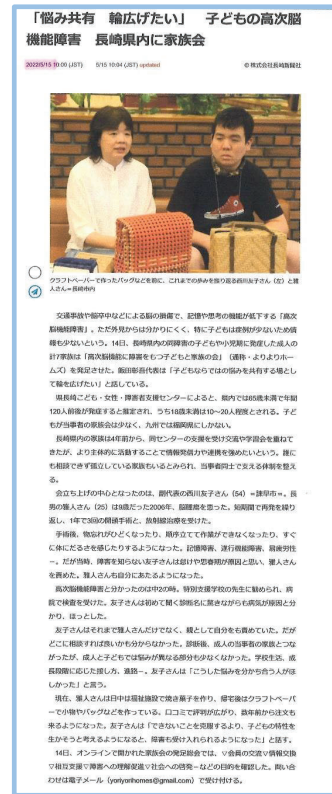 「悩み共有　輪広げたい」　子どもの高次脳
機能障害　長崎県内に家族会
2022/5/15 10:00 (JST)　5/15 10:04 (JST) updated　© 株式会社長崎新聞社
クラフトペーパーで作ったバッグなどを前に、これまでの歩みを振り返る西川友子さん（左）と雅
人さん＝長崎市内
交通事故や脳卒中などによる脳の損傷で、記憶や思考の機能が低下する「高次
脳機能障害」。ただ外見からは分かりにくく、特に子どもは症例が少ないため情
報も少ないという。14日、長崎県内の同障害の子どもや小児期に発症した成人の
計7家族は「高次脳機能に障害をもつ子どもと家族の会」（通称・よりよりホー
ムズ）を発足させた。飯田彰吾代表は「子どもならではの悩みを共有する場とし
て輪を広げたい」と話している。
県長崎こども・女性・障害者支援センターによると、県内では65歳未満で年間
120人前後が発症すると推定され、うち18歳未満は10～20人程度とされる。子ど
もが当事者の家族会は少なく、九州では福岡県にしかない。
長崎県内の家族は4年前から、同センターの支援を受け交流や学習会を重ねて
きたが、より主体的に活動することで情報発信力や連携を強めたいという。誰に
も相談できず孤立している家族もいるとみられ、当事者同士で支える体制を整え
る。
会立ち上げの中心となったのは、副代表の西川友子さん（54）＝諫早市＝。長
男の雅人さん（25）は9歳だった2006年、脳腫瘍を患った。短期間で再発を繰り
返し、1年で3回の開頭手術と、放射線治療を受けた。
手術後、物忘れがひどくなったり、順序立てて作業ができなくなったり、すぐ
に体にだるさを感じたりするようになった。記憶障害、遂行機能障害、易疲労性
－。だが当時、障害を知らない友子さんは怠けや思春期が原因と思い、雅人さん
を責めた。雅人さんも自分にあたるようになった。
高次脳機能障害と分かったのは中2の時。特別支援学校の先生に勧められ、病
院で検査を受けた。友子さんは初めて聞く診断名に驚きながらも病気が原因と分
かり、ほっとした。
友子さんはそれまで雅人さんだけでなく、親として自分をも責めていた。だが
どこに相談すれば良いかも分からなかった。診断後、成人の当事者の家族とつな
がったが、成人と子どもでは悩みが異なる部分も少なくなかった。学校生活、成
長段階に応じた接し方、進路－。友子さんは「こうした悩みを分かち合う人がほ
しかった」と言う。
現在、雅人さんは日中は福祉施設で焼き菓子を作り、帰宅後はクラフトペーパ
ーで小物やバッグなどを作っている。口コミで評判が広がり、数年前から注文も
来るようになった。友子さんは「できないことを克服するより、子どもの特性を
生かそうと考えるようになると、障害も受け入れられるようになった」と話す。
14日、オンラインで開かれた家族会の発足総会では、▽会員の交流▽情報交換
▽相互支援▽障害への理解促進▽社会への啓発－などの目的を確認した。問い合
わせは電子メール（yoriyorihomes@gmail.com）で受け付ける。